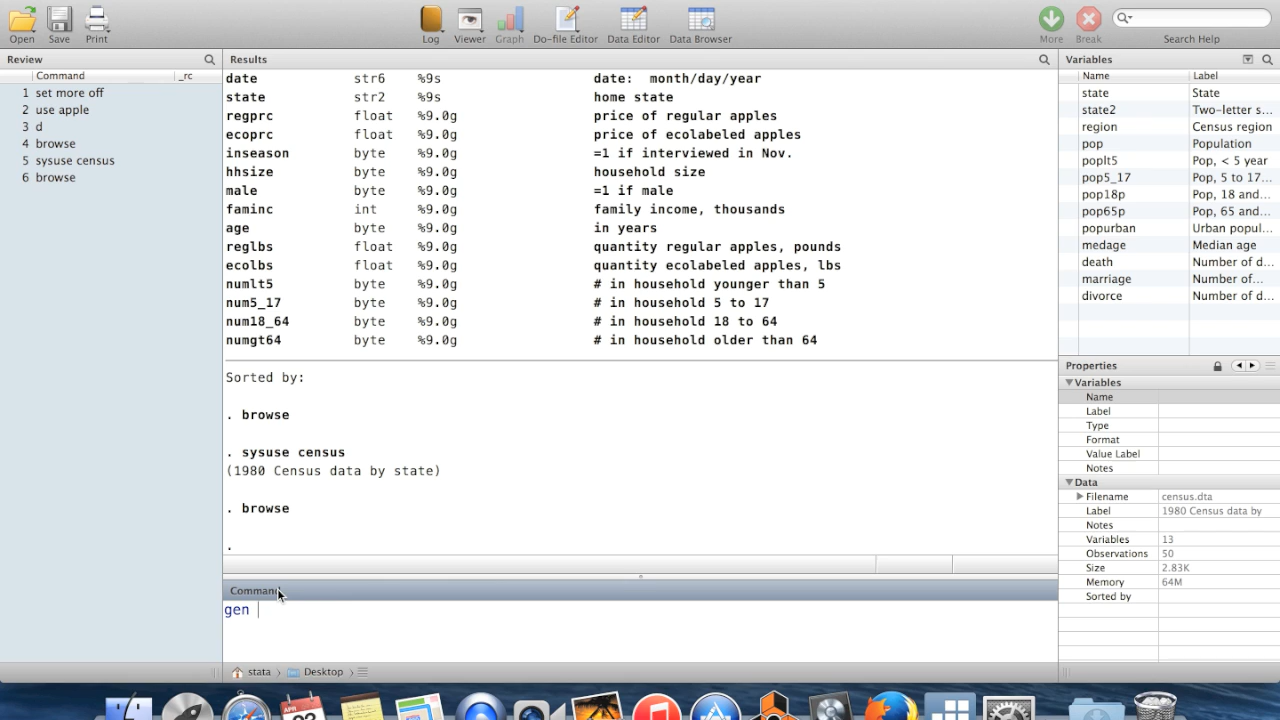 Open Save Print Log Viewer Graph Do-file Editor Data Editor Data Browser More Break Search Help
Review
Command _rc
1 set more off
2 use apple
3 d
4 browse
5 sysuse census
6 browse
Results
date str6 %9s date: month/day/year
state str2 %9s home state
regprc float %9.0g price of regular apples
ecoprc float %9.0g price of ecolabeled apples
inseason byte %9.0g =1 if interviewed in Nov.
hhsize byte %9.0g household size
male byte %9.0g =1 if male
faminc int %9.0g family income, thousands
age byte %9.0g in years
reglbs float %9.0g quantity regular apples, pounds
ecolbs float %9.0g quantity ecolabeled apples, lbs
numlt5 byte %9.0g # in household younger than 5
num5_17 byte %9.0g # in household 5 to 17
num18_64 byte %9.0g # in household 18 to 64
numgt64 byte %9.0g # in household older than 64
Sorted by:
. browse
. sysuse census
(1980 Census data by state)
. browse
.
Command
gen
stata Desktop
Variables
Name Label
state State
state2 Two-letter s...
region Census region
pop Population
poplt5 Pop, < 5 year
pop5_17 Pop, 5 to 17...
pop18p Pop, 18 and...
pop65p Pop, 65 and...
popurban Urban popul...
medage Median age
death Number of d...
marriage Number of...
divorce Number of d...
Properties
Variables
Name
Label
Type
Format
Value Label
Notes
Data
Filename census.dta
Label 1980 Census data by
Notes
Variables 13
Observations 50
Size 2.83K
Memory 64M
Sorted by